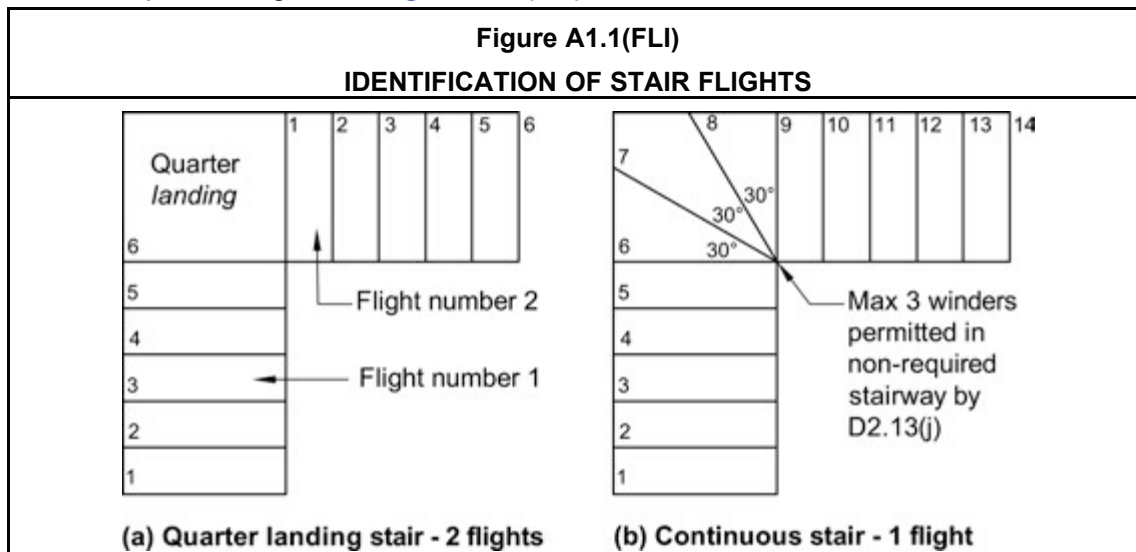 Figure A1.1(FLI)
IDENTIFICATION OF STAIR FLIGHTS
1 2 3 4 5 6
Quarter
landing
6
5
4
3
2
1
Flight number 2
Flight number 1
(a) Quarter landing stair - 2 flights
8 9 10 11 12 13 14
7
30°
30°
6 30°
5
4
3
2
1
Max 3 winders
permitted in
non-required
stairway by
D2.13(j)
(b) Continuous stair - 1 flight